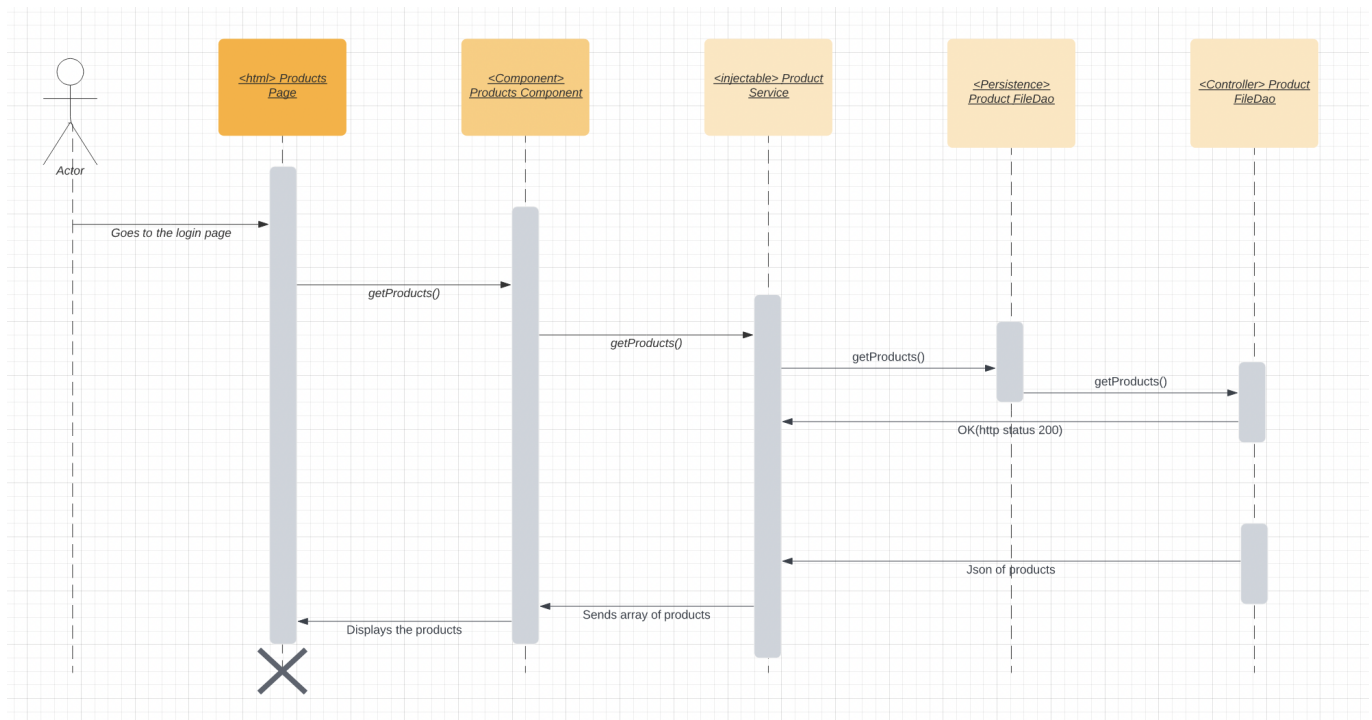 <html> Products
Page
<Component>
Products Component
<injectable> Product
Service
<Persistence>
Product FileDao
<Controller> Product
FileDao
Actor
Goes to the login page
getProducts()
getProducts()
getProducts()
getProducts()
OK(http status 200)
Json of products
Sends array of products
Displays the products